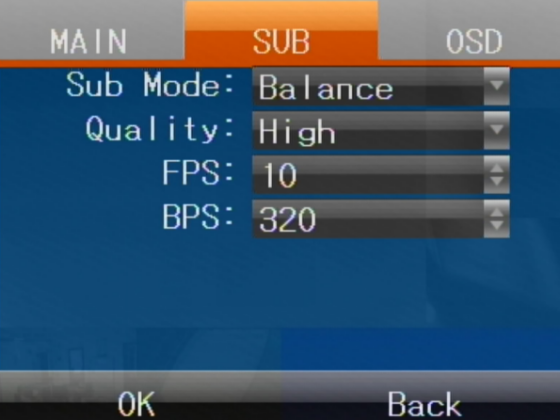 MAIN SUB OSD
Sub Mode: Balance
Quality: High
FPS: 10
BPS: 320
OK Back